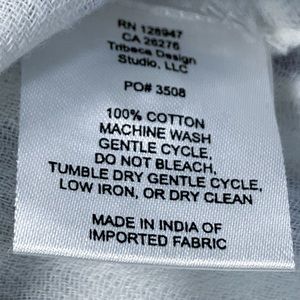 RN 128947
CA 26276
Tribeca Design
Studio, LLC
PO# 3508
100% COTTON
MACHINE WASH
GENTLE CYCLE,
DO NOT BLEACH,
TUMBLE DRY GENTLE CYCLE,
LOW IRON, OR DRY CLEAN
MADE IN INDIA OF
IMPORTED FABRIC